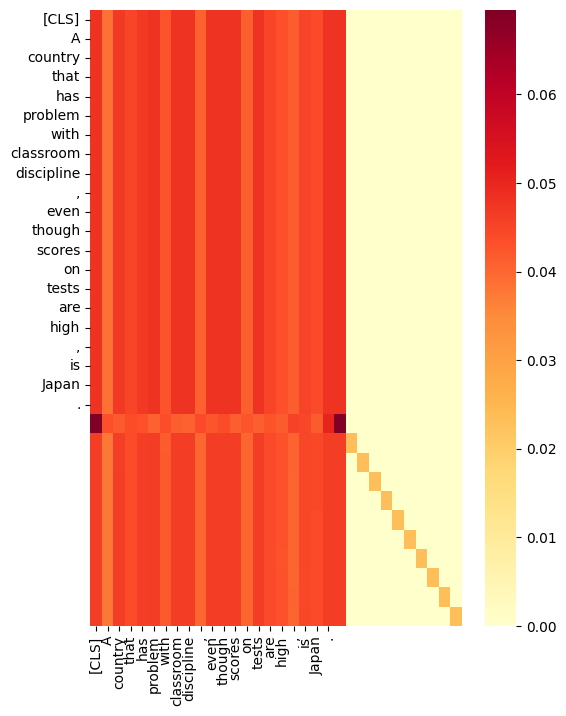 [CLS]
A
country
that
has
problem
with
classroom
discipline
,
even
though
scores
on
tests
are
high
,
is
Japan
.
0.06
0.05
0.04
0.03
0.02
0.01
0.00
[CLS] A country that has problem with classroom discipline , even though scores on tests are high , is Japan .